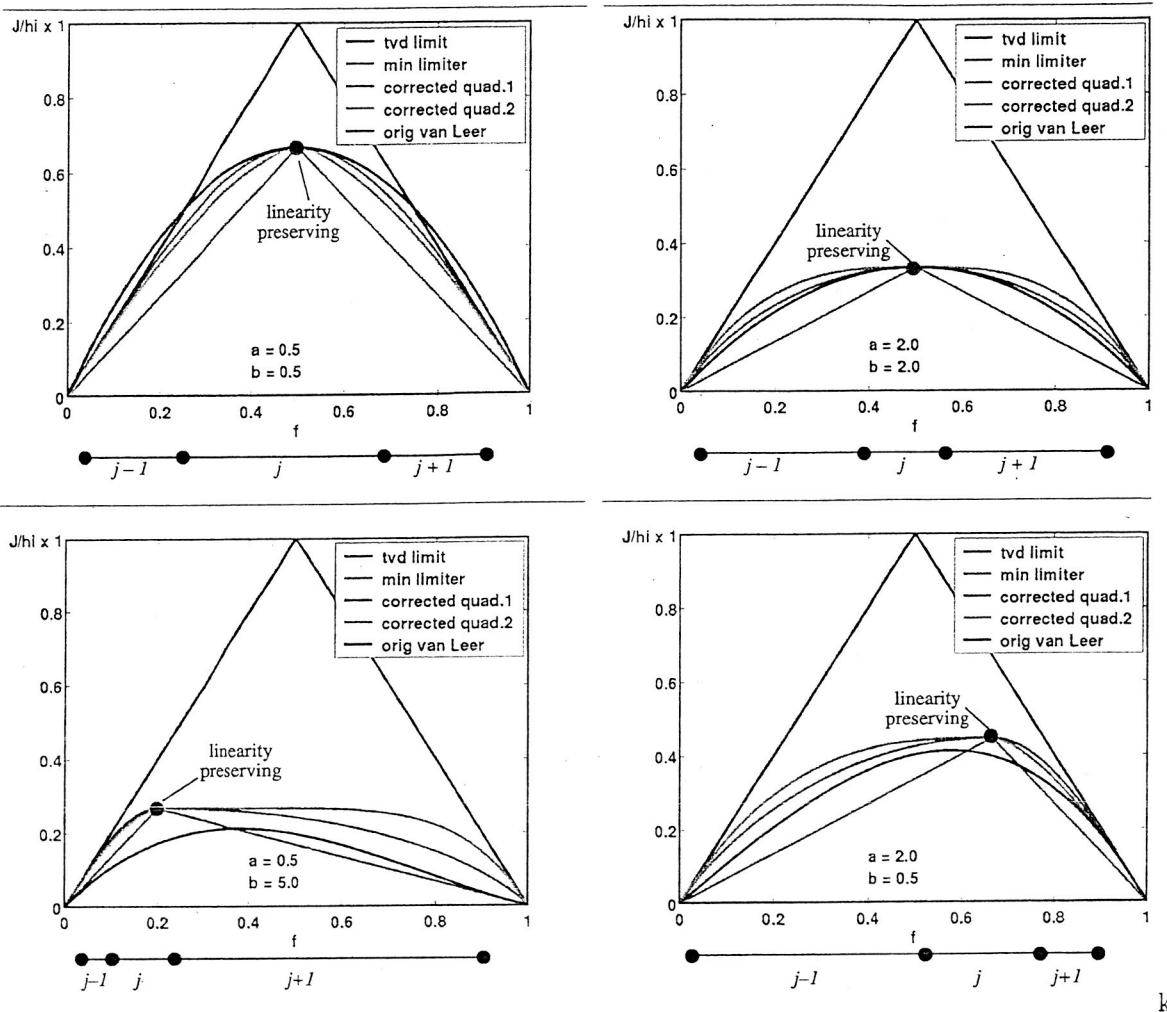 J/hi x 1
1
0.8
0.6
0.4
0.2
0
0
0.2
0.4
0.6
0.8
1
f
tvd limit
min limiter
corrected quad.1
corrected quad.2
orig van Leer
linearity
preserving
a = 0.5
b = 0.5
j-1
j
j+1
J/hi x 1
1
0.8
0.6
0.4
0.2
0
0
0.2
0.4
0.6
0.8
1
f
tvd limit
min limiter
corrected quad.1
corrected quad.2
orig van Leer
linearity
preserving
a = 2.0
b = 2.0
j-1
j
j+1
J/hi x 1
1
0.8
0.6
0.4
0.2
0
0
0.2
0.4
0.6
0.8
1
f
tvd limit
min limiter
corrected quad.1
corrected quad.2
orig van Leer
linearity
preserving
a = 0.5
b = 5.0
j-1
j
j+1
J/hi x 1
1
0.8
0.6
0.4
0.2
0
0
0.2
0.4
0.6
0.8
1
f
tvd limit
min limiter
corrected quad.1
corrected quad.2
orig van Leer
linearity
preserving
a = 2.0
b = 0.5
j-1
j
j+1
k